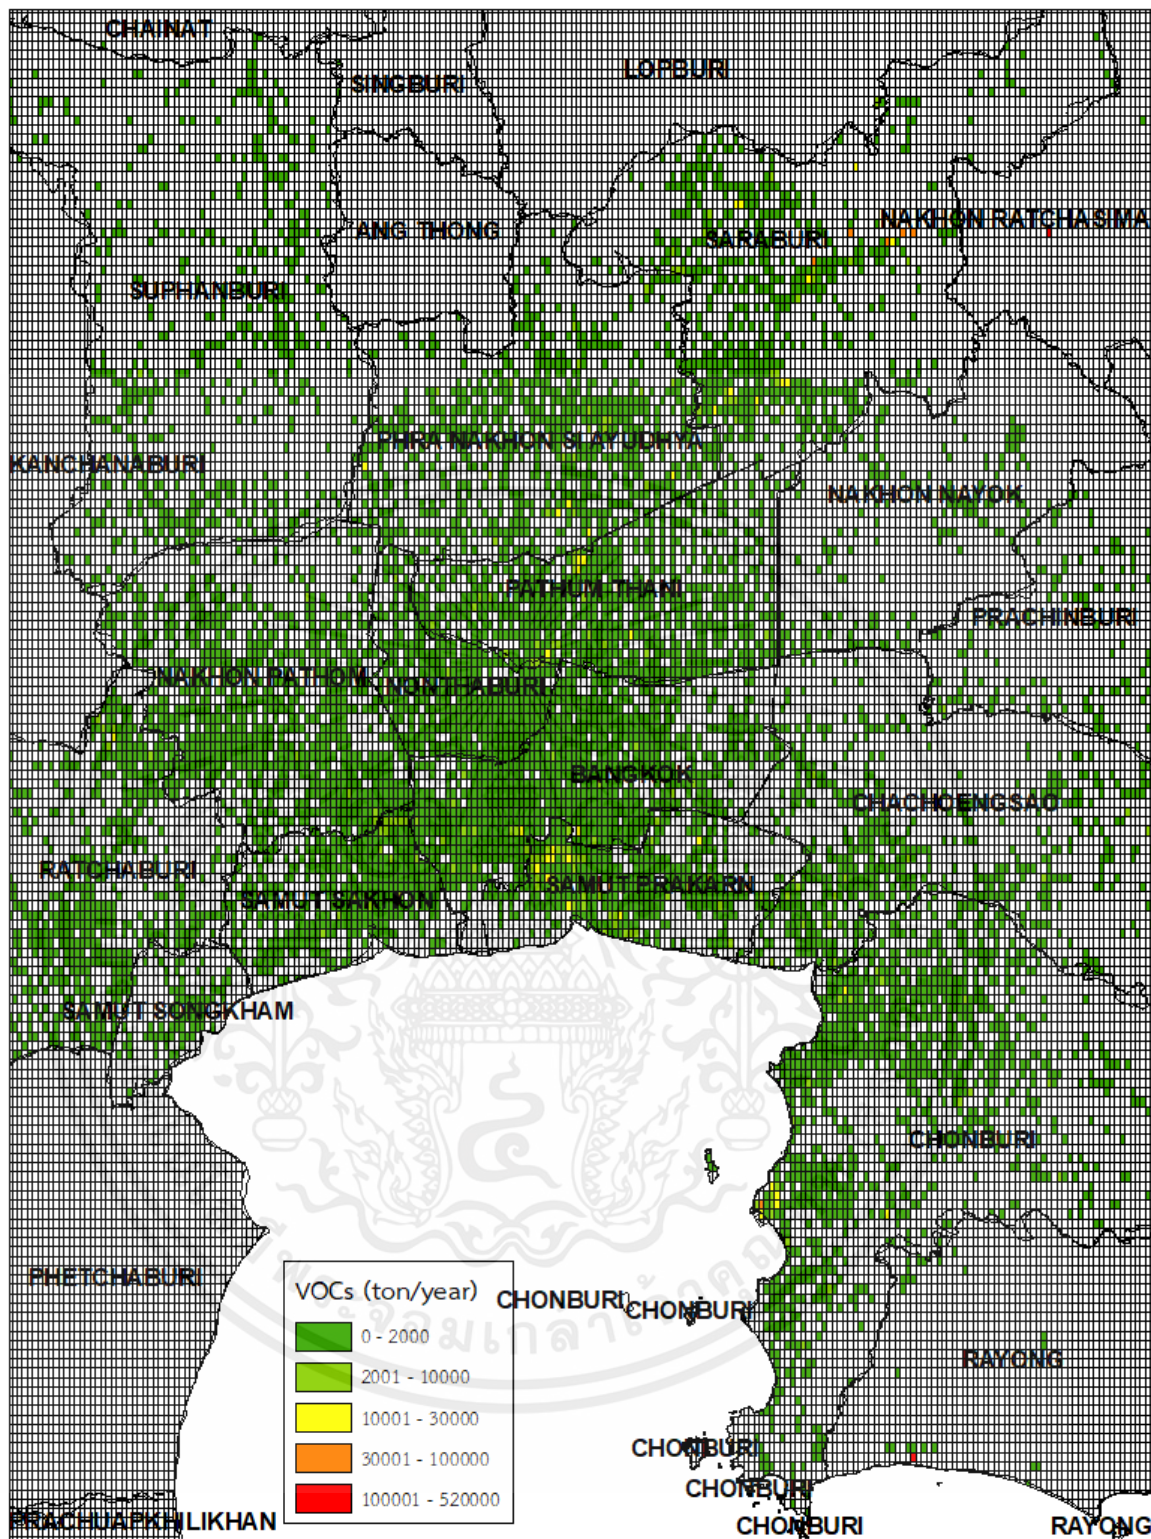 CHAINAT
LOPBURI
SINGBURI
NAKHON RATCHASIMA
ANG THONG
SARABURI
SUPHANBURI
PHRA NAKHON SI AYUDHYA
KANCHANABURI
NAKHON NAYOK
PATHUM THANI
PRACHINBURI
NAKHON PATHOM
NONTHABURI
BANGKOK
CHACHOENGSAO
RATCHABURI
SAMUT PRAKARN
SAMUT SAKHON
SAMUT SONGKHAM
CHONBURI
PHETCHABURI
CHONBURI
CHONBURI
RAYONG
VOCs (ton/year)
0 - 2000
2001 - 10000
10001 - 30000
30001 - 100000
100001 - 520000
CHONBURI
CHONBURI
PRACHUAPKHILIKHAN
CHONBURI
RAYONG